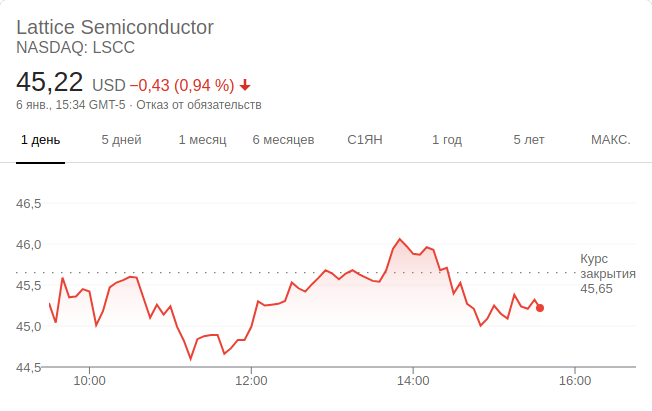 Lattice Semiconductor
NASDAQ: LSCC
45,22 USD −0,43 (0,94 %)
6 янв., 15:34 GMT-5 · Отказ от обязательств
1 день 5 дней 1 месяц 6 месяцев С1ЯН 1 год 5 лет МАКС.
46,5
46,0
Курс
закрытия
45,65
45,5
45,0
44,5
10:00 12:00 14:00 16:00